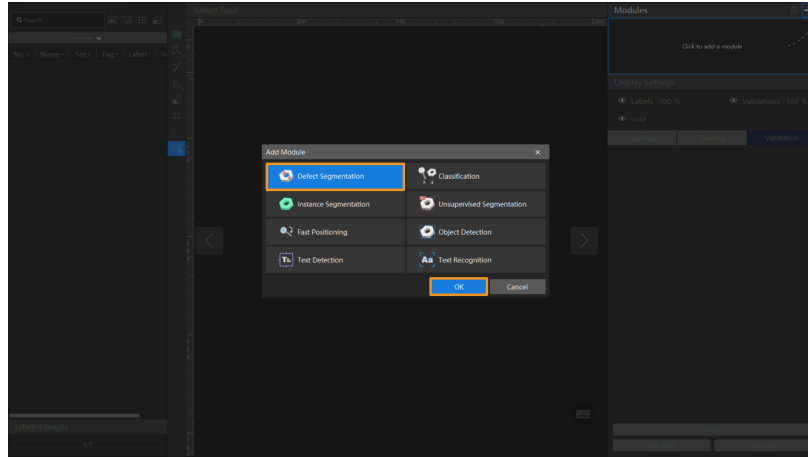 Select Tool
Modules
Search
Click to add a module
No. Name Set Tag Label
Display Settings
Labels 100 % Validations 100 %
Grid
Validation
Add Module
Defect Segmentation
Classification
Instance Segmentation
Unsupervised Segmentation
Fast Positioning
Object Detection
Text Detection
Text Recognition
OK
Cancel
Labeled Images